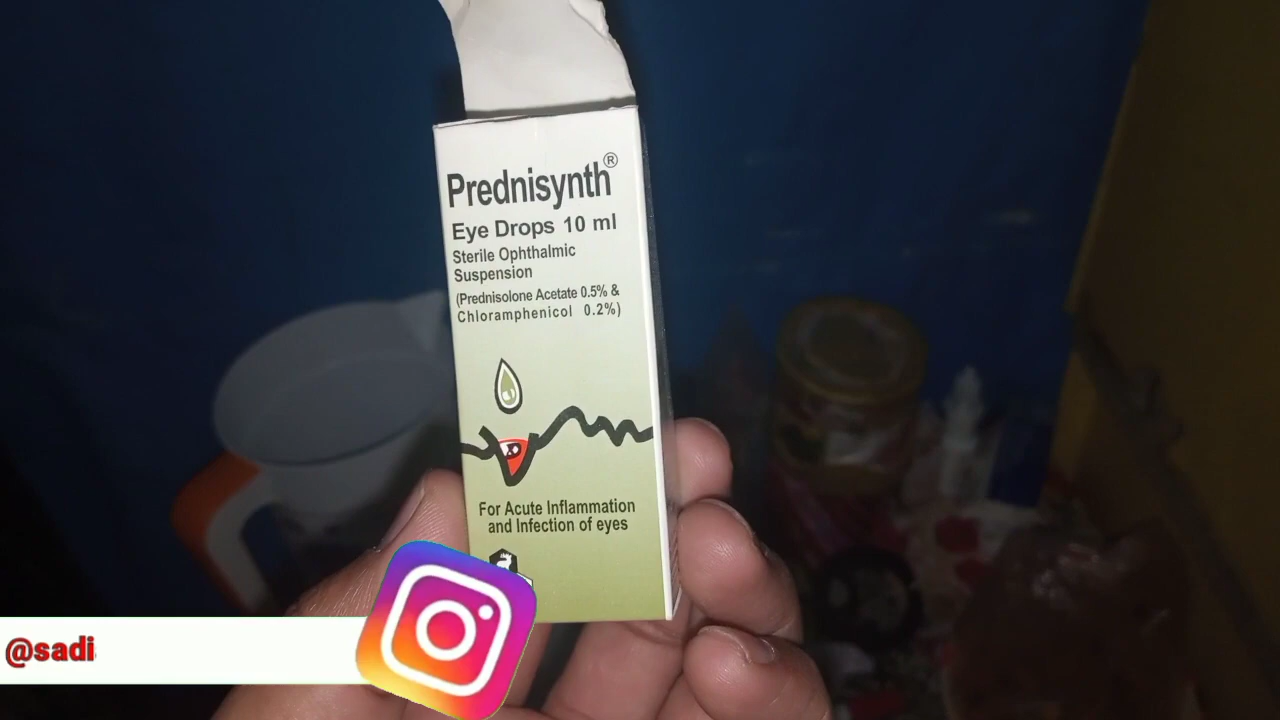 Prednisynth®
Eye Drops 10 ml
Sterile Ophthalmic
Suspension
(Prednisolone Acetate 0.5% &
Chloramphenicol 0.2%)
For Acute Inflammation
and Infection of eyes
@sadi